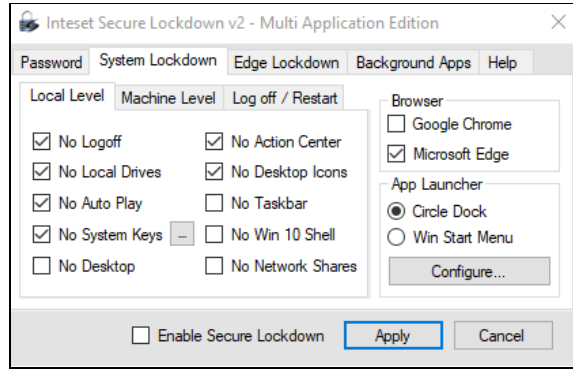 Inteset Secure Lockdown v2 - Multi Application Edition
Password System Lockdown Edge Lockdown Background Apps Help
Local Level Machine Level Log off / Restart
No Logoff
No Local Drives
No Auto Play
No System Keys ...
No Desktop
No Action Center
No Desktop Icons
No Taskbar
No Win 10 Shell
No Network Shares
Browser
Google Chrome
Microsoft Edge
App Launcher
Circle Dock
Win Start Menu
Configure...
Enable Secure Lockdown Apply Cancel